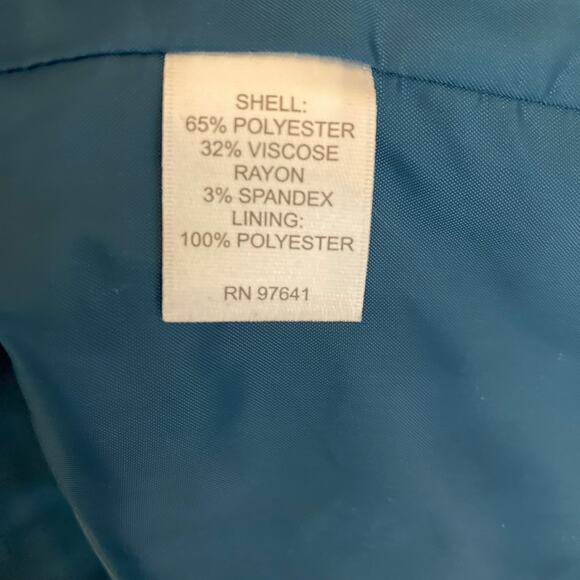 SHELL:
65% POLYESTER
32% VISCOSE
RAYON
3% SPANDEX
LINING:
100% POLYESTER
RN 97641